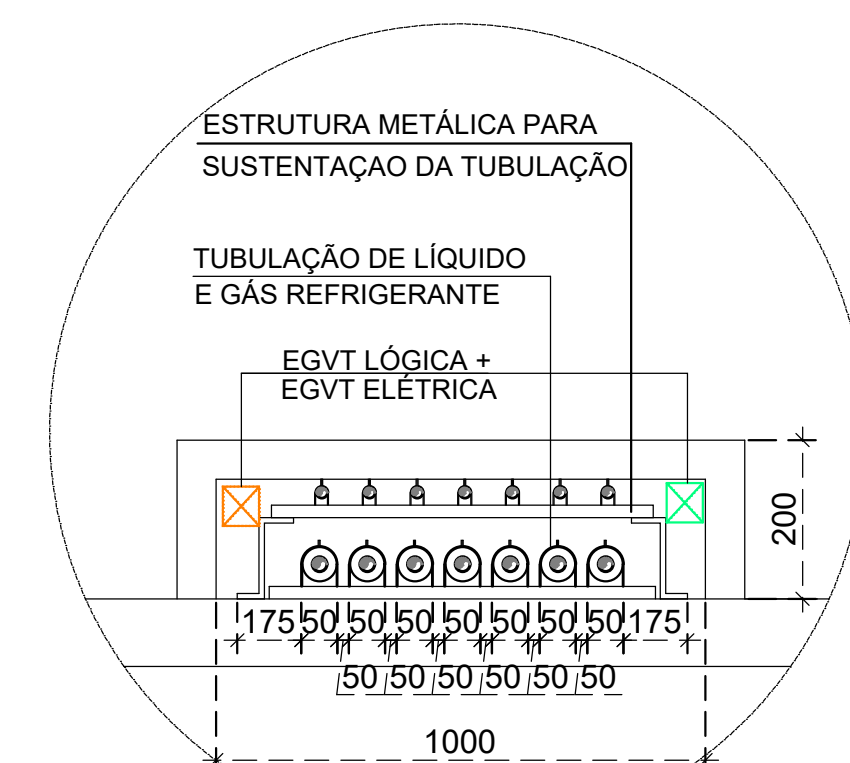 ESTRUTURA METÁLICA PARA
SUSTENTAÇAO DA TUBULAÇÃO
TUBULAÇÃO DE LÍQUIDO
E GÁS REFRIGERANTE
EGVT LÓGICA +
EGVT ELÉTRICA
200
175 50 50 50 50 50 50 50 175
50 50 50 50 50 50
1000